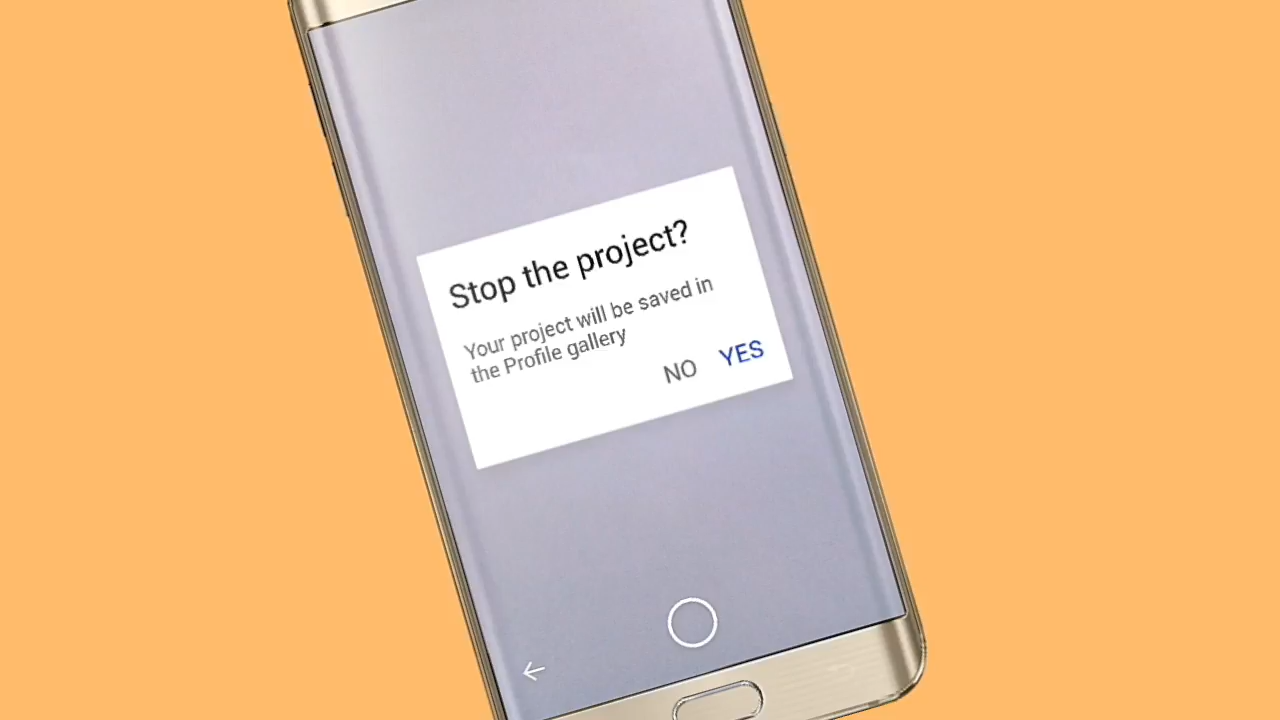 Stop the project?
Your project will be saved in
the Profile gallery
NO YES